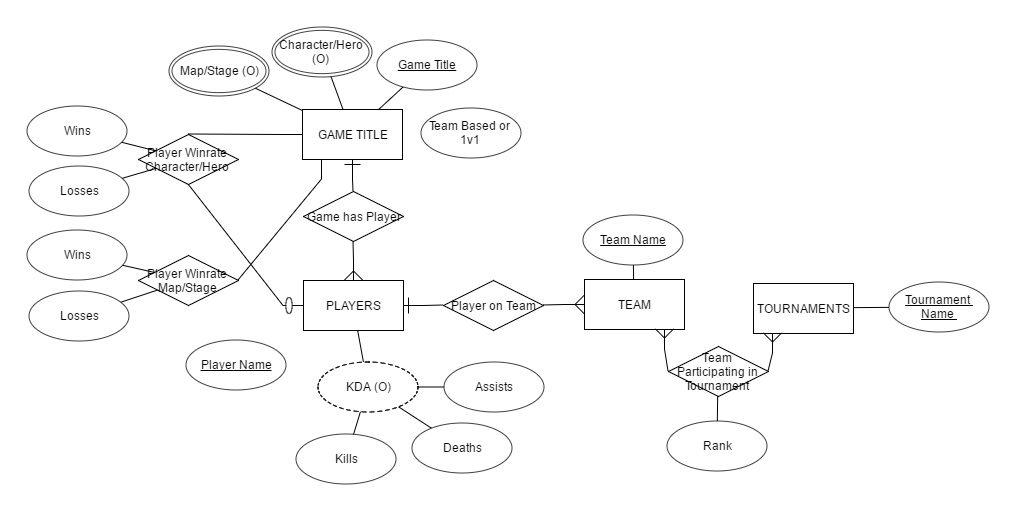 Character/Hero
(O)
Map/Stage (O)
Game Title
Wins
GAME TITLE
Team Based or
1v1
Player Winrate
Character/Hero
Losses
Game has Player
Team Name
Wins
Player Winrate
Map/Stage
Losses
PLAYERS
Player on Team
TEAM
TOURNAMENTS
Tournament
Name
Player Name
KDA (O)
Assists
Team
Participating in
Tournament
Kills
Deaths
Rank